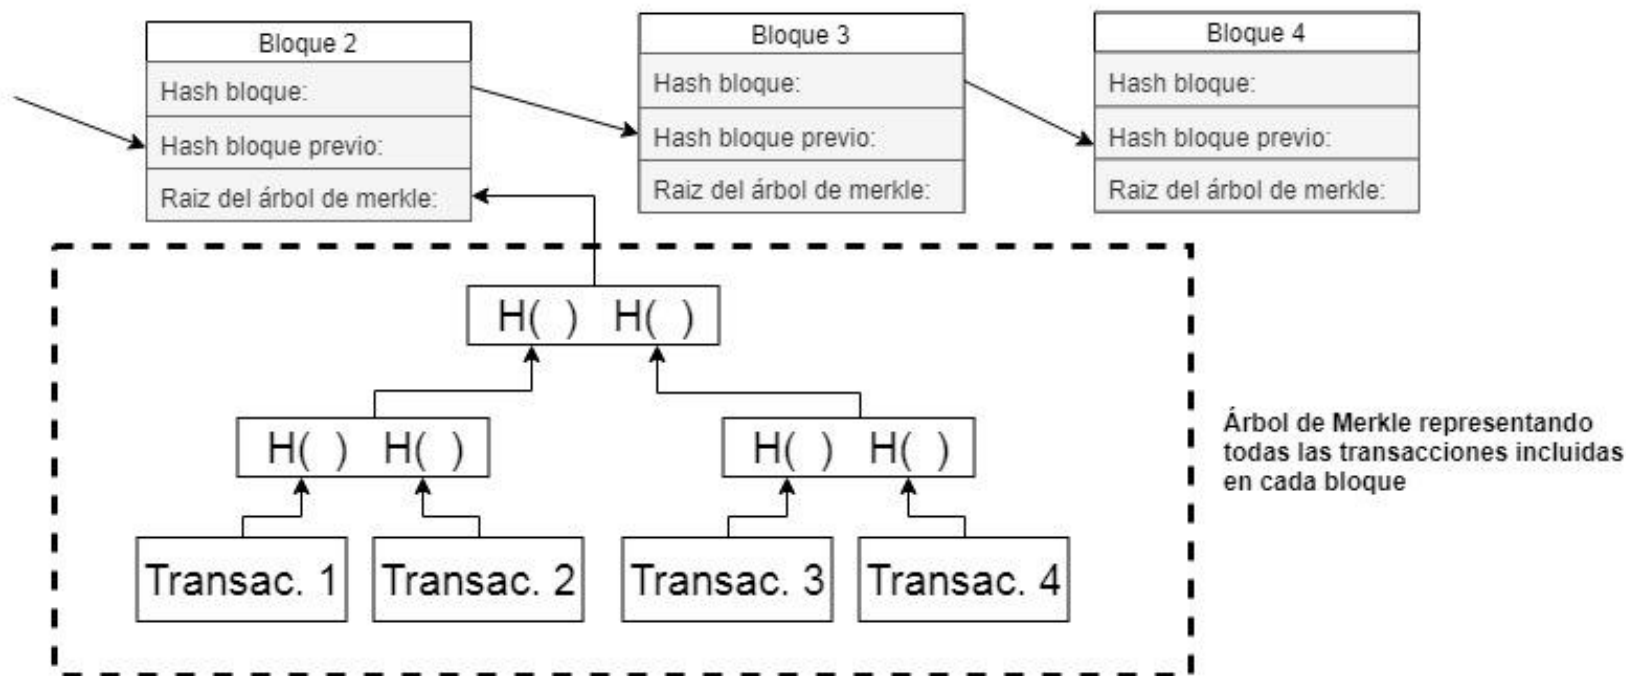 Bloque 2
Hash bloque:
Hash bloque previo:
Raiz del árbol de merkle:
Bloque 3
Hash bloque:
Hash bloque previo:
Raiz del árbol de merkle:
Bloque 4
Hash bloque:
Hash bloque previo:
Raiz del árbol de merkle:
H( ) H( )
H( ) H( )
H( ) H( )
Transac. 1
Transac. 2
Transac. 3
Transac. 4
Árbol de Merkle representando
todas las transacciones incluidas
en cada bloque